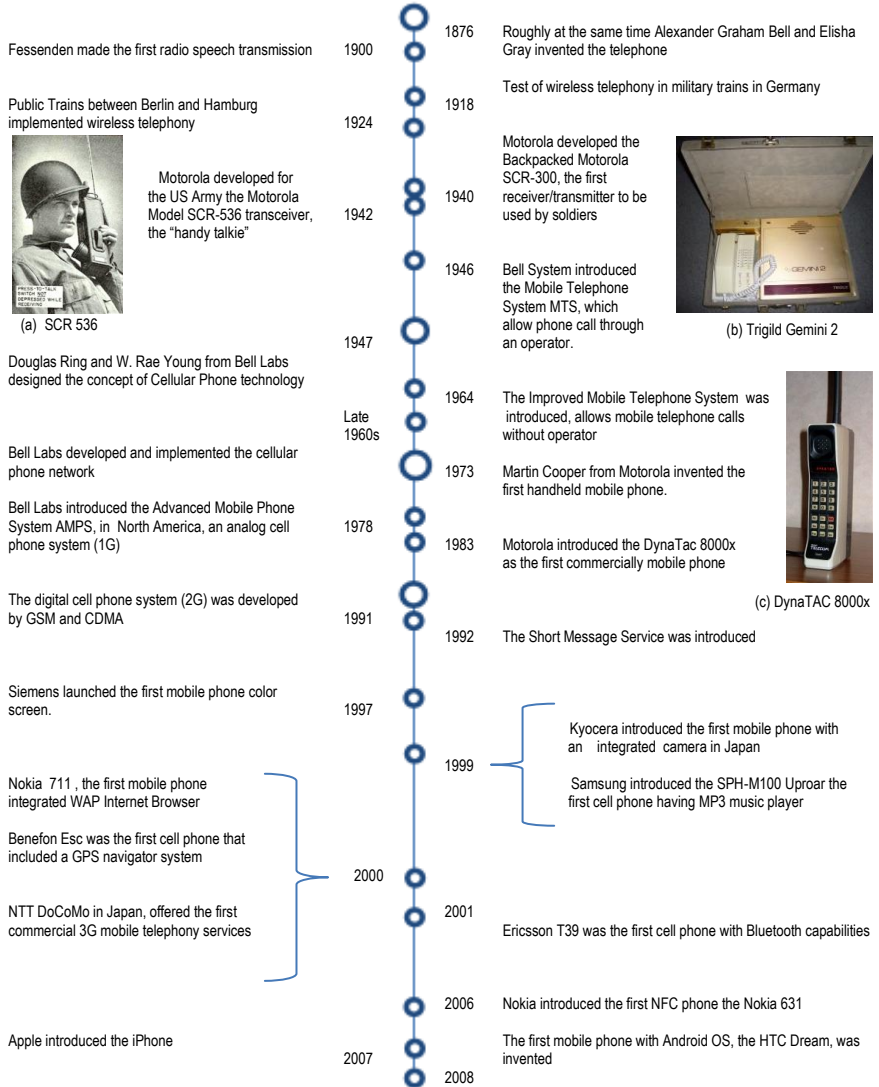 1876
Roughly at the same time Alexander Graham Bell and Elisha
Gray invented the telephone
Fessenden made the first radio speech transmission
1900
Test of wireless telephony in military trains in Germany
1918
Public Trains between Berlin and Hamburg
implemented wireless telephony
1924
Motorola developed the
Backpacked Motorola
SCR-300, the first
receiver/transmitter to be
used by soldiers
1940
Motorola developed for
the US Army the Motorola
Model SCR-536 transceiver,
the “handy talkie”
1942
PRESS-TO-TALK
SWITCH NOT
DEPRESSED WHILE
RECEIVING
(a) SCR 536
GEMINI 2
(b) Trigild Gemini 2
1946
Bell System introduced
the Mobile Telephone
System MTS, which
allow phone call through
an operator.
1947
Douglas Ring and W. Rae Young from Bell Labs
designed the concept of Cellular Phone technology
1964
The Improved Mobile Telephone System was
introduced, allows mobile telephone calls
without operator
Late
1960s
Bell Labs developed and implemented the cellular
phone network
1973
Martin Cooper from Motorola invented the
first handheld mobile phone.
Bell Labs introduced the Advanced Mobile Phone
System AMPS, in North America, an analog cell
phone system (1G)
1978
1983
Motorola introduced the DynaTac 8000x
as the first commercially mobile phone
TELECOM
(c) DynaTAC 8000x
The digital cell phone system (2G) was developed
by GSM and CDMA
1991
1992
The Short Message Service was introduced
Siemens launched the first mobile phone color
screen.
1997
1999
Kyocera introduced the first mobile phone with
an integrated camera in Japan
Samsung introduced the SPH-M100 Uproar the
first cell phone having MP3 music player
Nokia 711 , the first mobile phone
integrated WAP Internet Browser
Benefon Esc was the first cell phone that
included a GPS navigator system
NTT DoCoMo in Japan, offered the first
commercial 3G mobile telephony services
2000
2001
Ericsson T39 was the first cell phone with Bluetooth capabilities
2006
Nokia introduced the first NFC phone the Nokia 631
Apple introduced the iPhone
2007
The first mobile phone with Android OS, the HTC Dream, was
invented
2008